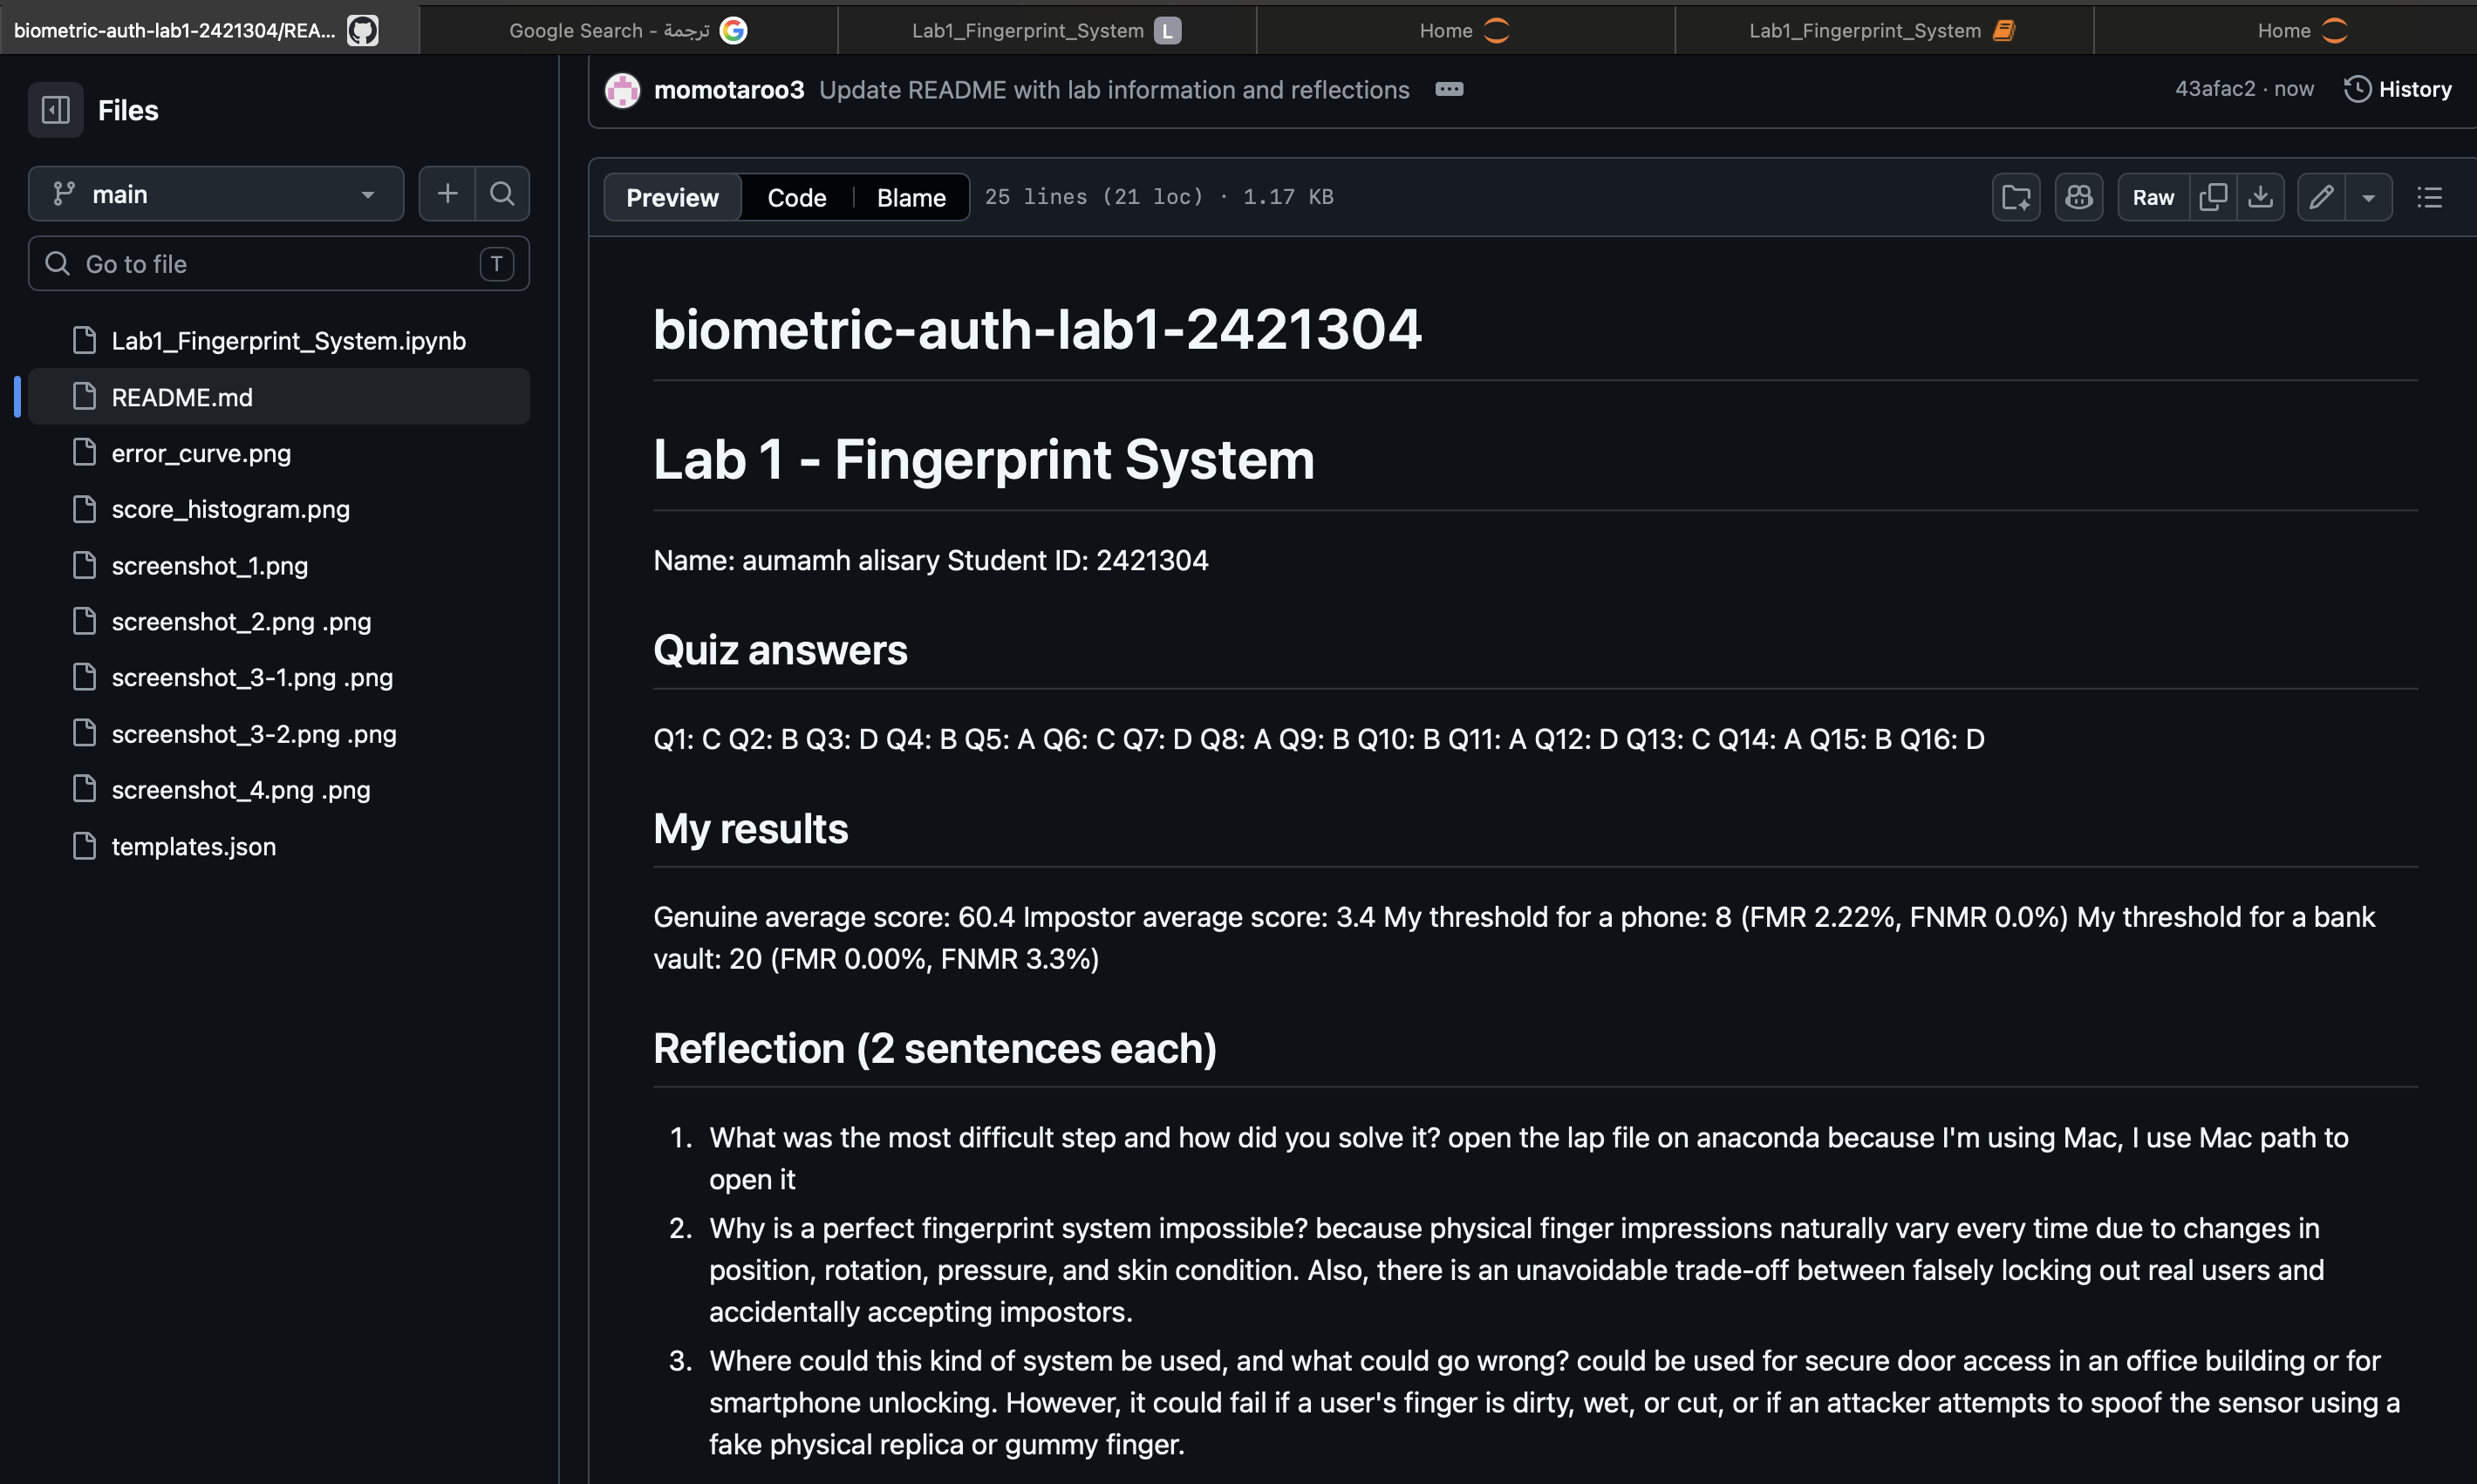 biometric-auth-lab1-2421304/REA...
Google Search - ترجمة
Lab1_Fingerprint_System L
Home
Lab1_Fingerprint_System
Home
Files
main
Go to file
T
Lab1_Fingerprint_System.ipynb
README.md
error_curve.png
score_histogram.png
screenshot_1.png
screenshot_2.png .png
screenshot_3-1.png .png
screenshot_3-2.png .png
screenshot_4.png .png
templates.json
momotaroo3 Update README with lab information and reflections
43afac2 · now
History
Preview
Code
Blame
25 lines (21 loc) · 1.17 KB
Raw
biometric-auth-lab1-2421304
Lab 1 - Fingerprint System
Name: aumamh alisary Student ID: 2421304
Quiz answers
Q1: C Q2: B Q3: D Q4: B Q5: A Q6: C Q7: D Q8: A Q9: B Q10: B Q11: A Q12: D Q13: C Q14: A Q15: B Q16: D
My results
Genuine average score: 60.4 Impostor average score: 3.4 My threshold for a phone: 8 (FMR 2.22%, FNMR 0.0%) My threshold for a bank
vault: 20 (FMR 0.00%, FNMR 3.3%)
Reflection (2 sentences each)
1. What was the most difficult step and how did you solve it? open the lap file on anaconda because I'm using Mac, I use Mac path to
open it
2. Why is a perfect fingerprint system impossible? because physical finger impressions naturally vary every time due to changes in
position, rotation, pressure, and skin condition. Also, there is an unavoidable trade-off between falsely locking out real users and
accidentally accepting impostors.
3. Where could this kind of system be used, and what could go wrong? could be used for secure door access in an office building or for
smartphone unlocking. However, it could fail if a user's finger is dirty, wet, or cut, or if an attacker attempts to spoof the sensor using a
fake physical replica or gummy finger.